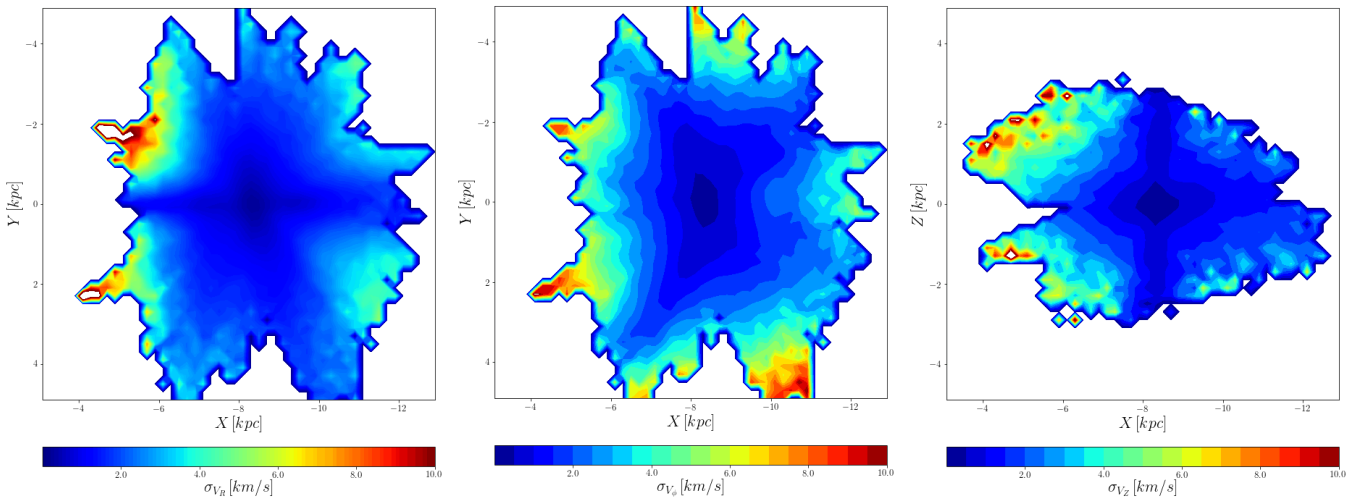 −4
−2
0
2
4
Y [kpc]
−4 −6 −8 −10 −12
X [kpc]
2.0 4.0 6.0 8.0 10.0
σ_{V_R} [km/s]
−4
−2
0
2
4
Y [kpc]
−4 −6 −8 −10 −12
X [kpc]
2.0 4.0 6.0 8.0 10.0
σ_{V_ϕ} [km/s]
−4
−2
0
2
4
Z [kpc]
−4 −6 −8 −10 −12
X [kpc]
2.0 4.0 6.0 8.0 10.0
σ_{V_Z} [km/s]